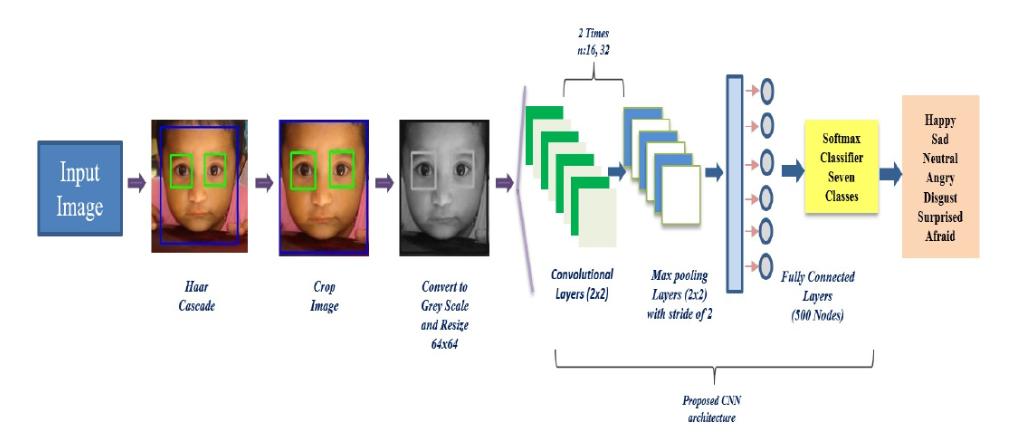 2 Times
n:16, 32
Input
Image
Haar
Cascade
Crop
Image
Convert to
Grey Scale
and Resize
64x64
Convolutional
Layers (2x2)
Max pooling
Layers (2x2)
with stride of 2
Fully Connected
Layers
(500 Nodes)
Softmax
Classifier
Seven
Classes
Happy
Sad
Neutral
Angry
Disgust
Surprised
Afraid
Proposed CNN
architecture